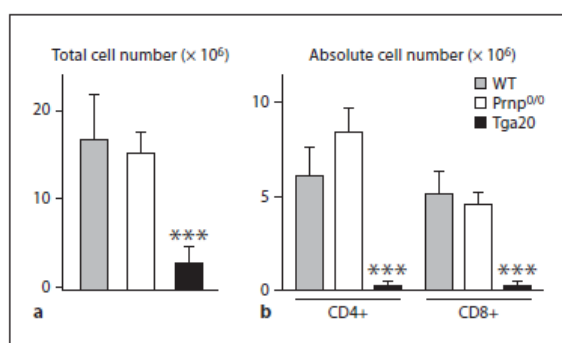 Total cell number (× 10⁶)
20
10
0
***
a
Absolute cell number (× 10⁶)
WT
Prnp⁰/⁰
Tga20
10
5
0
***
***
CD4+
CD8+
b